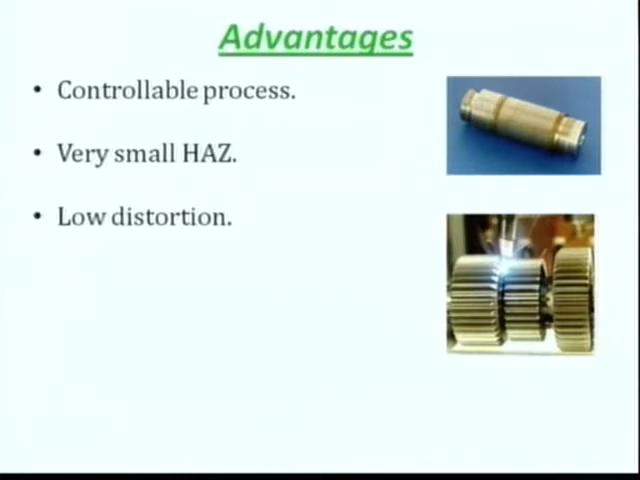 Advantages
• Controllable process.
• Very small HAZ.
• Low distortion.